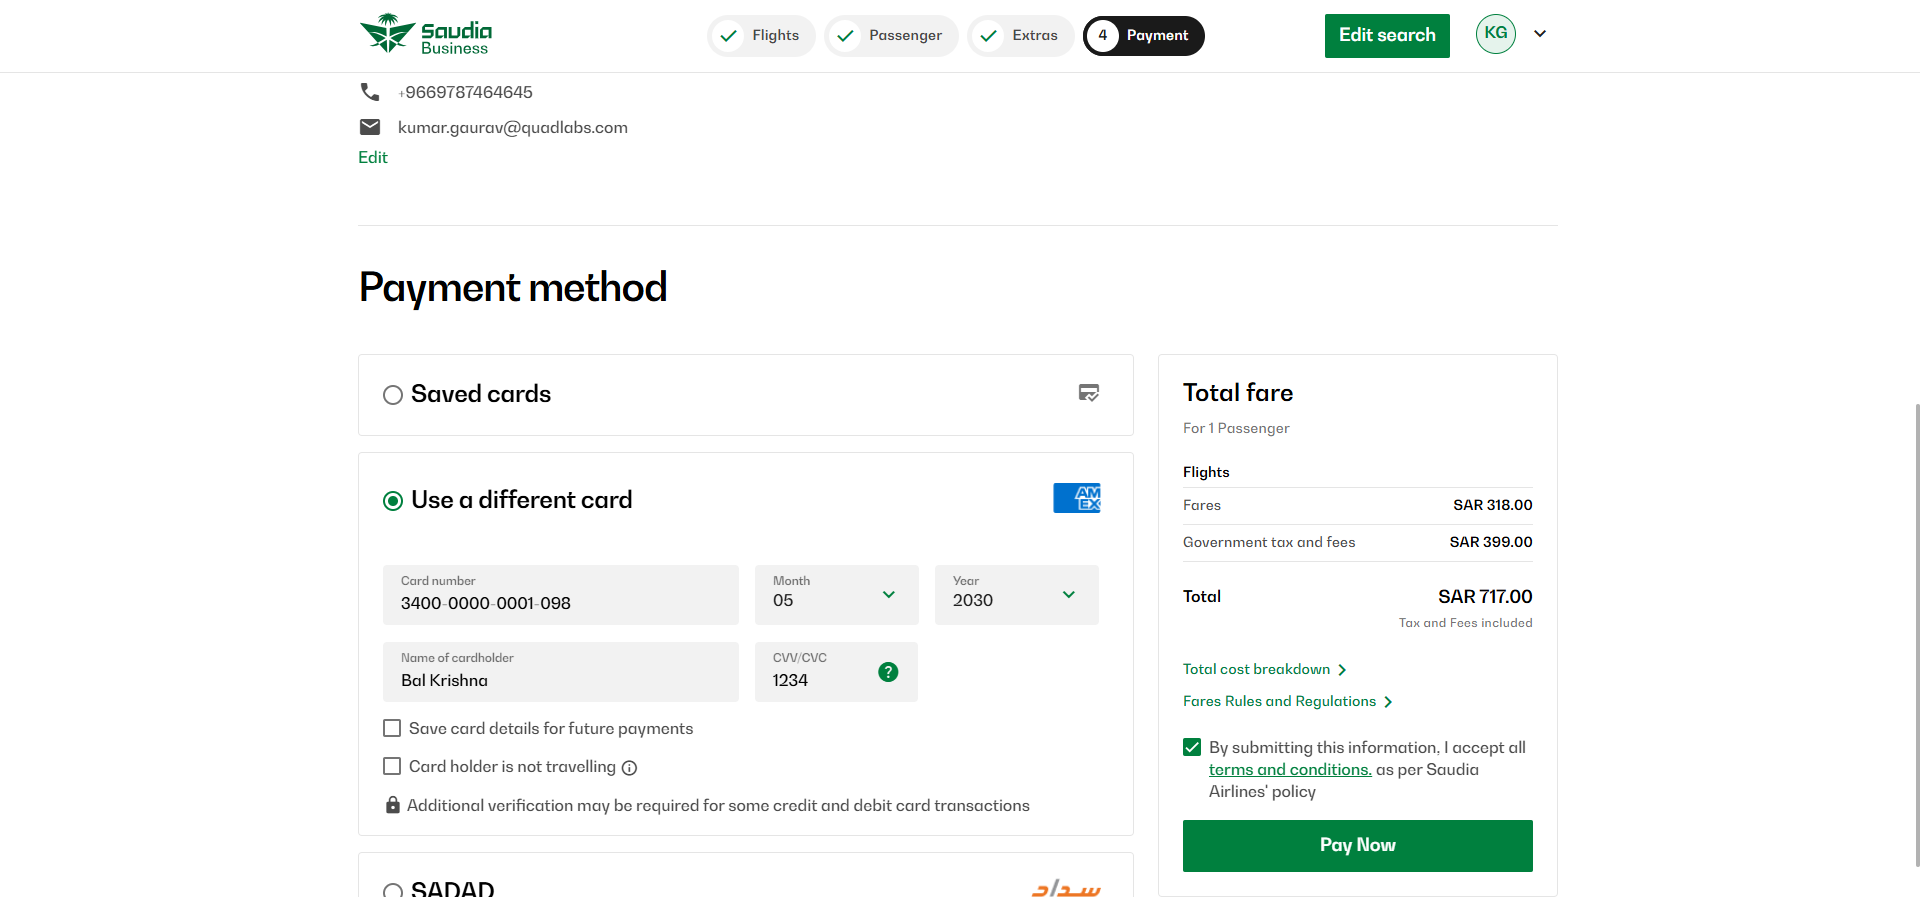 Saudia
Business
Flights
Passenger
Extras
4 Payment
Edit search
KG
+9669787464645
kumar.gaurav@quadlabs.com
Edit
Payment method
Saved cards
Use a different card
AM
EX
Card number
3400-0000-0001-098
Month
05
Year
2030
Name of cardholder
Bal Krishna
CVV/CVC
1234
?
Save card details for future payments
Card holder is not travelling
Additional verification may be required for some credit and debit card transactions
SADAD
سداد
Total fare
For 1 Passenger
Flights
Fares SAR 318.00
Government tax and fees SAR 399.00
Total SAR 717.00
Tax and Fees included
Total cost breakdown
Fares Rules and Regulations
By submitting this information, I accept all
terms and conditions. as per Saudia
Airlines' policy
Pay Now